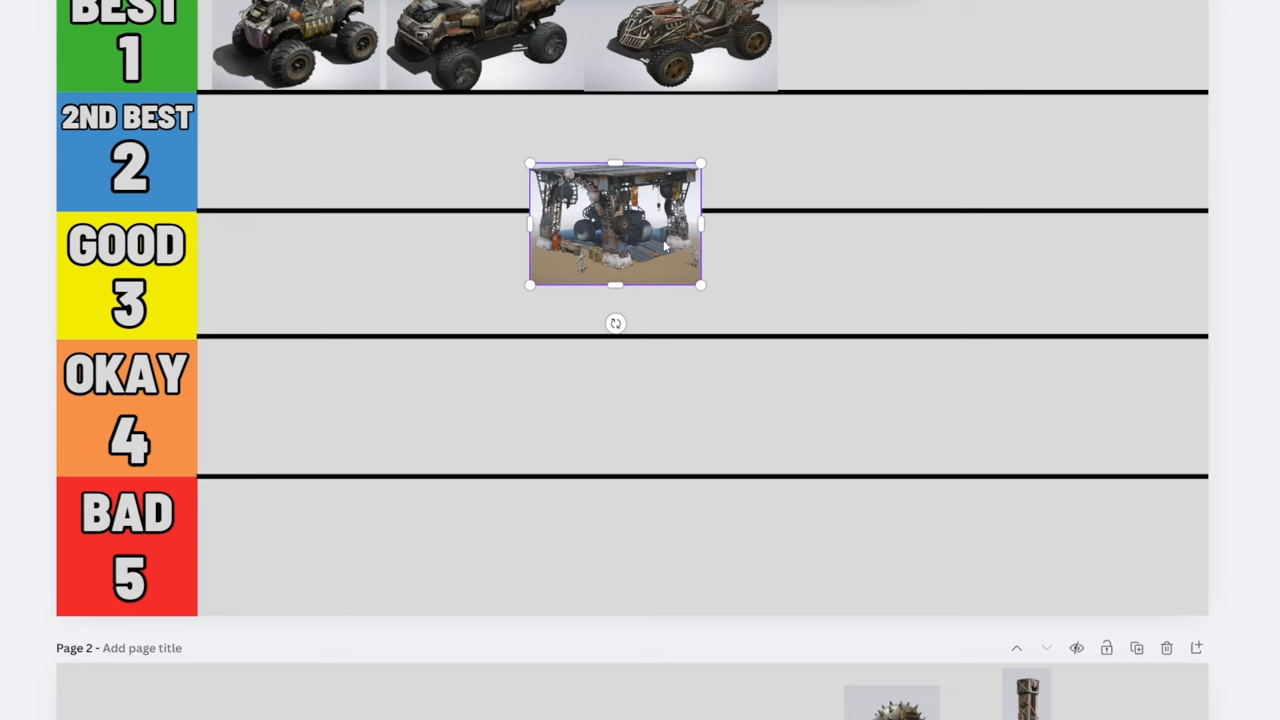 BEST
1
2ND BEST
2
GOOD
3
OKAY
4
BAD
5
Page 2 - Add page title